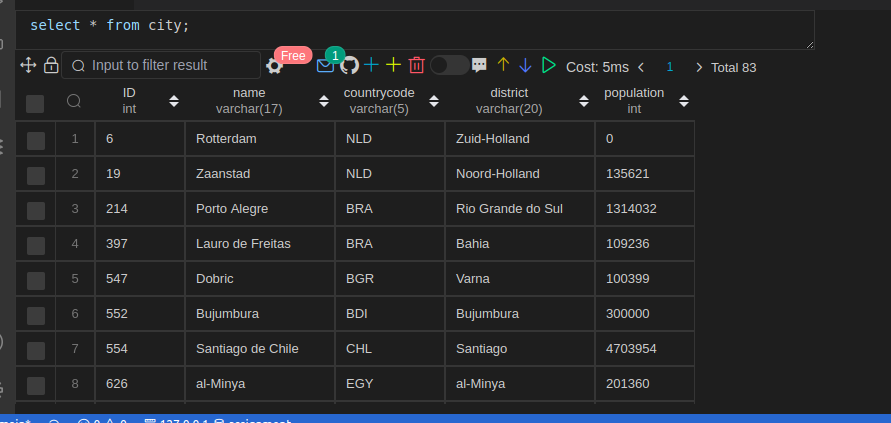 select * from city;
Input to filter result Free 1 Cost: 5ms 1 Total 83
ID name countrycode district population
int varchar(17) varchar(5) varchar(20) int
1 6 Rotterdam NLD Zuid-Holland 0
2 19 Zaanstad NLD Noord-Holland 135621
3 214 Porto Alegre BRA Rio Grande do Sul 1314032
4 397 Lauro de Freitas BRA Bahia 109236
5 547 Dobric BGR Varna 100399
6 552 Bujumbura BDI Bujumbura 300000
7 554 Santiago de Chile CHL Santiago 4703954
8 626 al-Minya EGY al-Minya 201360